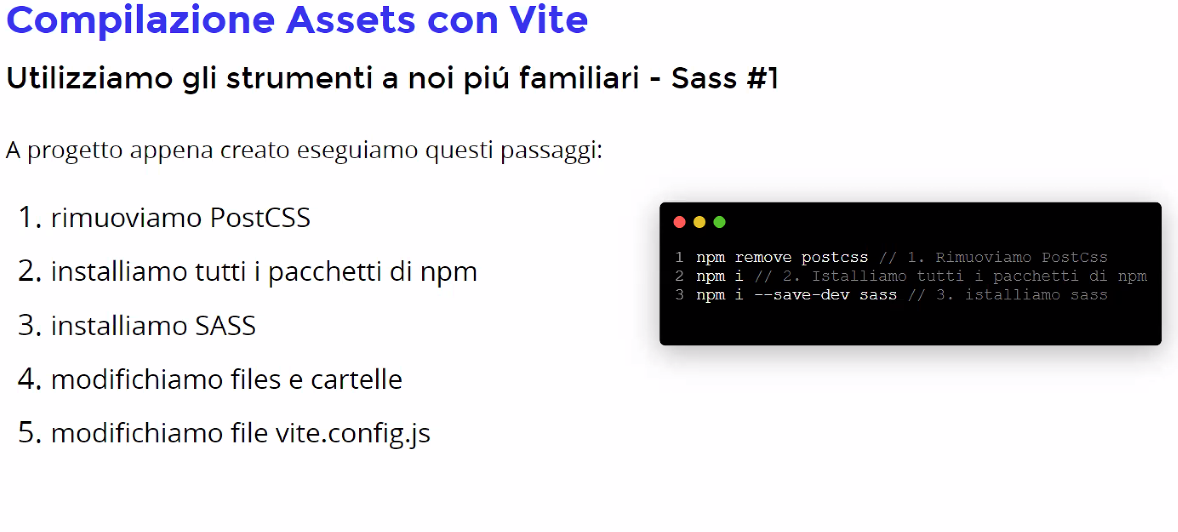 Compilazione Assets con Vite
Utilizziamo gli strumenti a noi piú familiari - Sass #1
A progetto appena creato eseguiamo questi passaggi:
1. rimuoviamo PostCSS
2. installiamo tutti i pacchetti di npm
3. installiamo SASS
4. modifichiamo files e cartelle
5. modifichiamo file vite.config.js
1 npm remove postcss // 1. Rimuoviamo PostCss
2 npm i // 2. Istalliamo tutti i pacchetti di npm
3 npm i --save-dev sass // 3. istalliamo sass